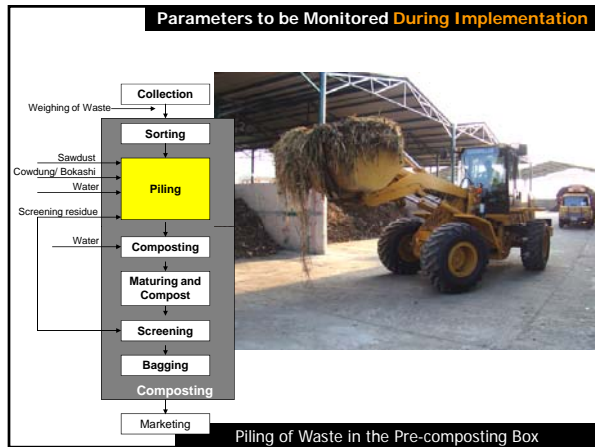 Parameters to be Monitored During Implementation
Collection
Weighing of Waste
Sorting
Sawdust
Cowdung/ Bokashi
Water
Piling
Screening residue
Water
Composting
Maturing and
Compost
Screening
Bagging
Composting
Marketing
Piling of Waste in the Pre-composting Box